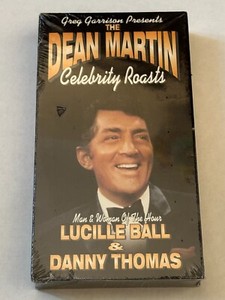 Greg Garrison Presents
THE
DEAN MARTIN
Celebrity Roasts
Man & Woman Of The Hour
LUCILLE BALL
&
DANNY THOMAS